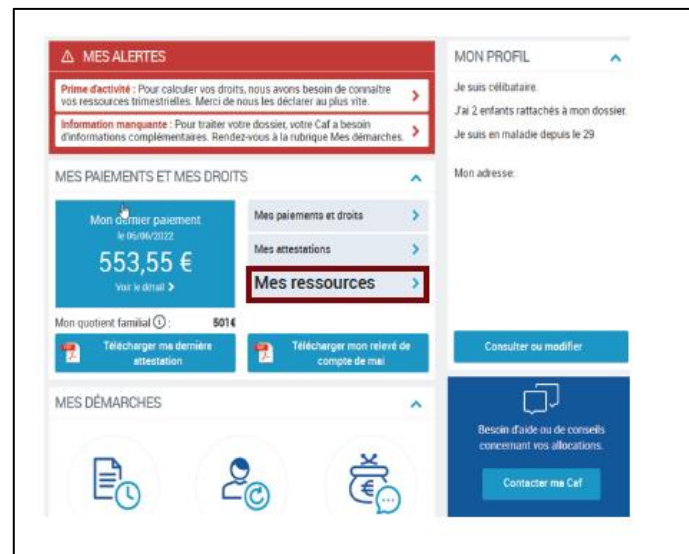 MES ALERTES
Prime d'activité : Pour calculer vos droits, nous avons besoin de connaître
vos ressources trimestrielles. Merci de nous les déclarer au plus vite.
Information manquante : Pour traiter votre dossier, votre Caf a besoin
d'informations complémentaires. Rendez-vous à la rubrique Mes démarches.
MES PAIEMENTS ET MES DROITS
Mon dernier paiement
le 06/06/2022
553,55 €
Voir le détail
Mes paiements et droits
Mes attestations
Mes ressources
Mon quotient familial : 501€
Télécharger ma dernière
attestation
Télécharger mon relevé de
compte de mai
MES DÉMARCHES
MON PROFIL
Je suis célibataire.
J'ai 2 enfants rattachés à mon dossier.
Je suis en maladie depuis le 29
Mon adresse:
Consulter ou modifier
Besoin d'aide ou de conseils
concernant vos allocations.
Contacter ma Caf